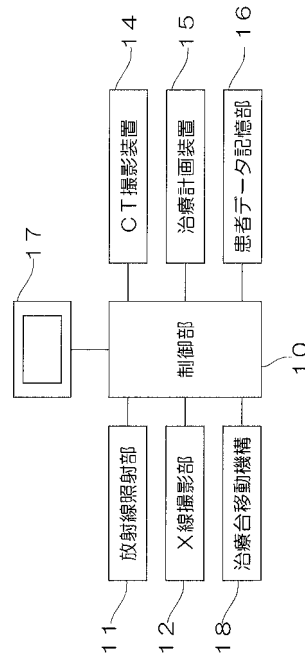 17
CT撮影装置
14
治療計画装置
15
患者データ記憶部
16
制御部
10
放射線照射部
11
X線撮影部
12
治療台移動機構
18